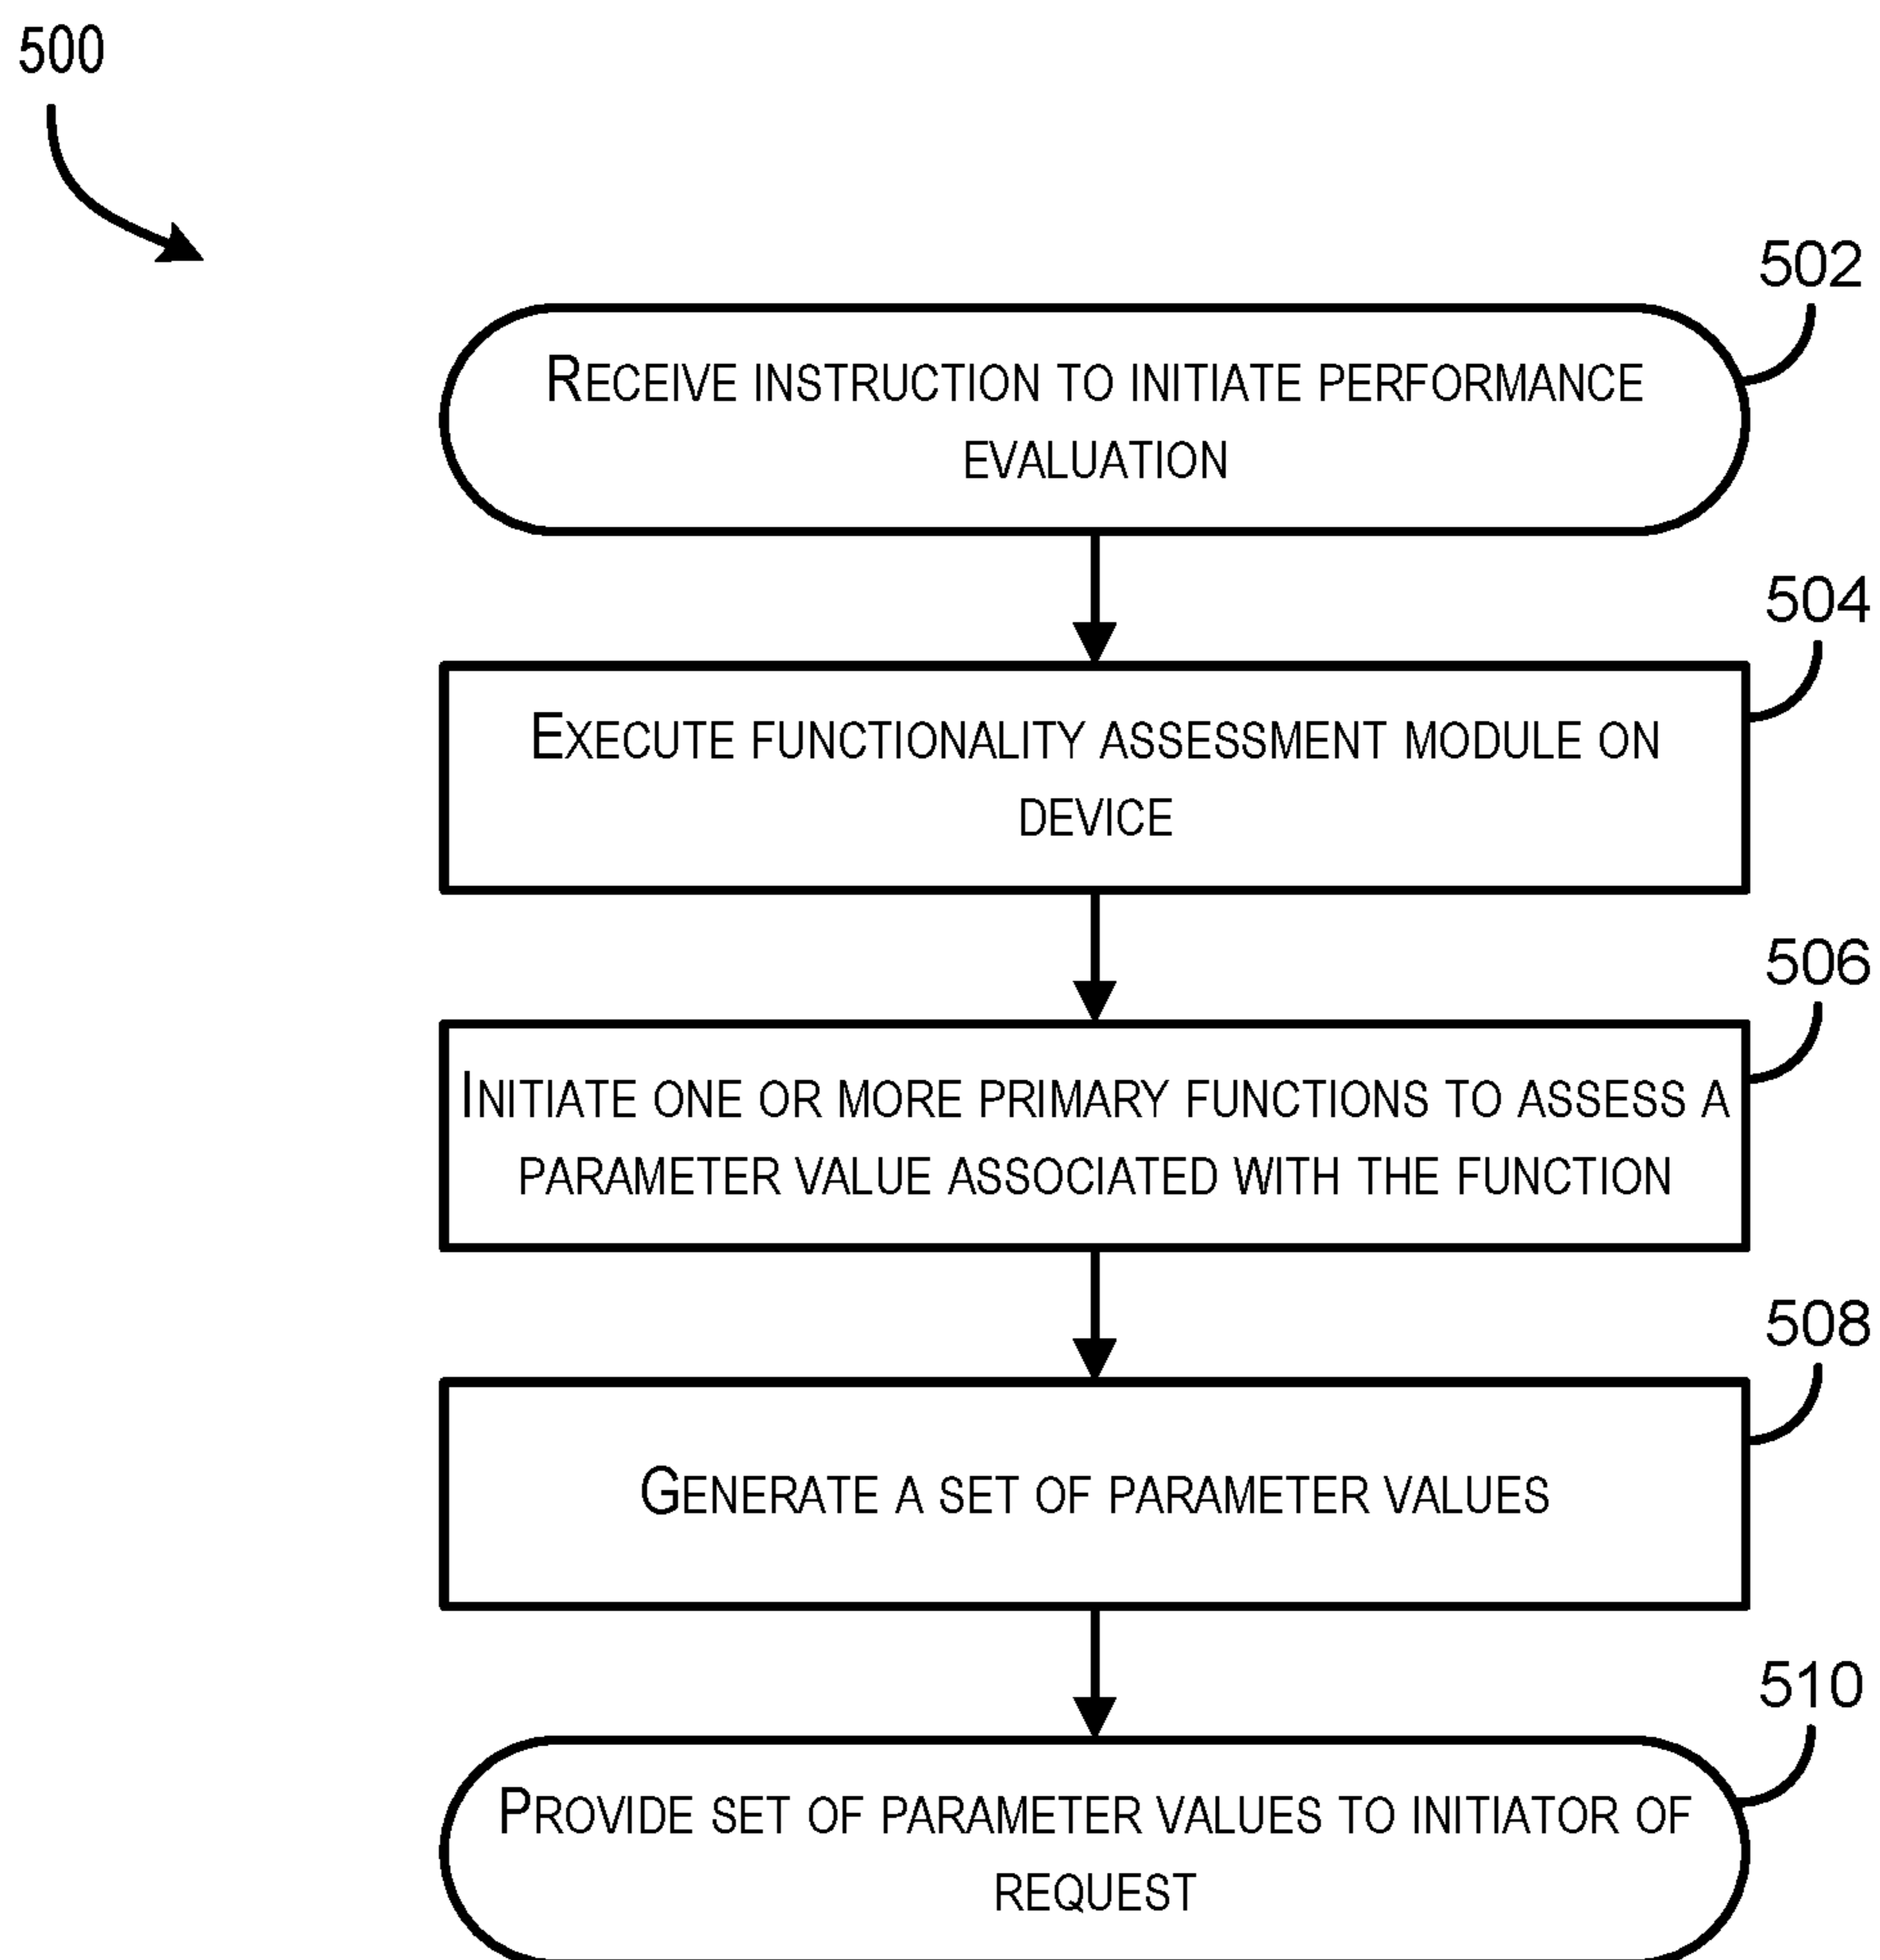 500
502
RECEIVE INSTRUCTION TO INITIATE PERFORMANCE
EVALUATION
504
EXECUTE FUNCTIONALITY ASSESSMENT MODULE ON
DEVICE
506
INITIATE ONE OR MORE PRIMARY FUNCTIONS TO ASSESS A
PARAMETER VALUE ASSOCIATED WITH THE FUNCTION
508
GENERATE A SET OF PARAMETER VALUES
510
PROVIDE SET OF PARAMETER VALUES TO INITIATOR OF
REQUEST